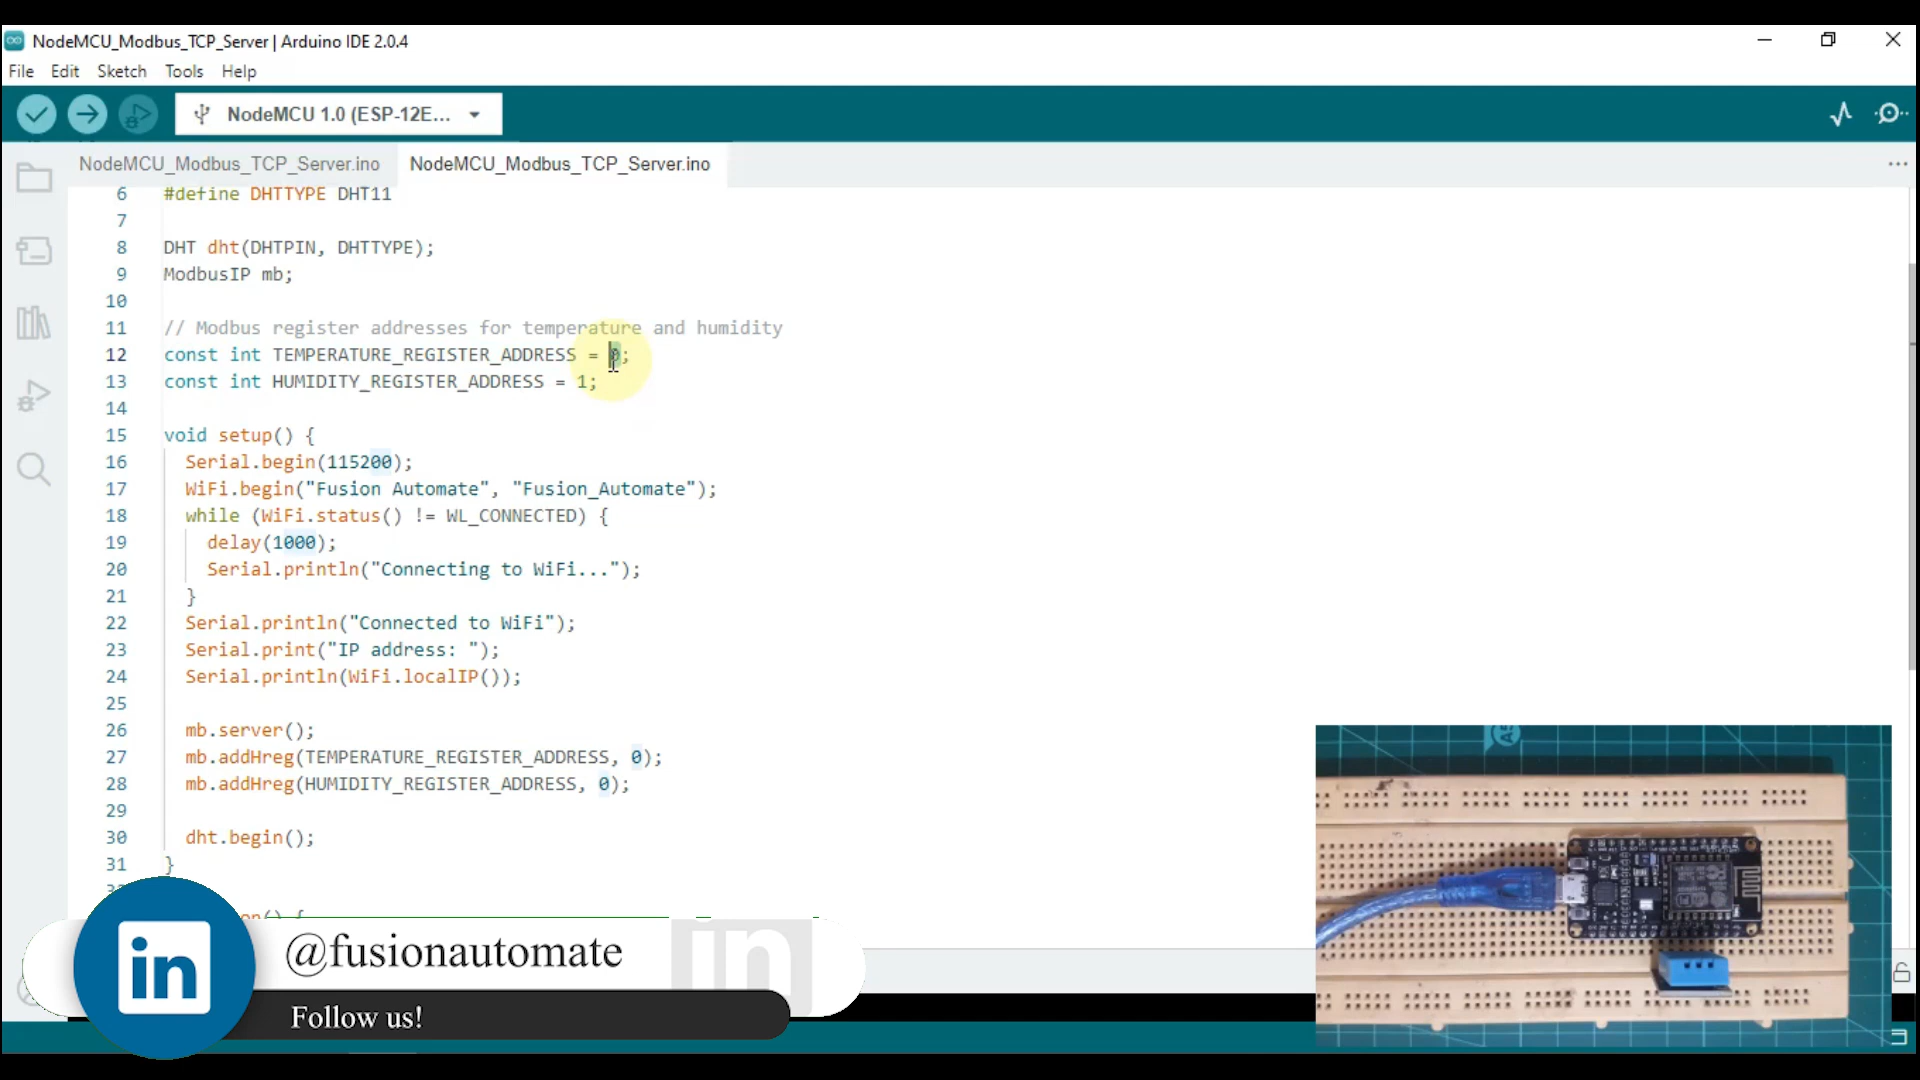 NodeMCU_Modbus_TCP_Server | Arduino IDE 2.0.4
File Edit Sketch Tools Help
NodeMCU 1.0 (ESP-12E...
NodeMCU_Modbus_TCP_Server.ino NodeMCU_Modbus_TCP_Server.ino
6 #define DHTTYPE DHT11
7
8 DHT dht(DHTPIN, DHTTYPE);
9 ModbusIP mb;
10
11 // Modbus register addresses for temperature and humidity
12 const int TEMPERATURE_REGISTER_ADDRESS = 0;
13 const int HUMIDITY_REGISTER_ADDRESS = 1;
14
15 void setup() {
16 Serial.begin(115200);
17 WiFi.begin("Fusion Automate", "Fusion_Automate");
18 while (WiFi.status() != WL_CONNECTED) {
19 delay(1000);
20 Serial.println("Connecting to WiFi...");
21 }
22 Serial.println("Connected to WiFi");
23 Serial.print("IP address: ");
24 Serial.println(WiFi.localIP());
25
26 mb.server();
27 mb.addHreg(TEMPERATURE_REGISTER_ADDRESS, 0);
28 mb.addHreg(HUMIDITY_REGISTER_ADDRESS, 0);
29
30 dht.begin();
31 }
in
@fusionautomate
in
Follow us!